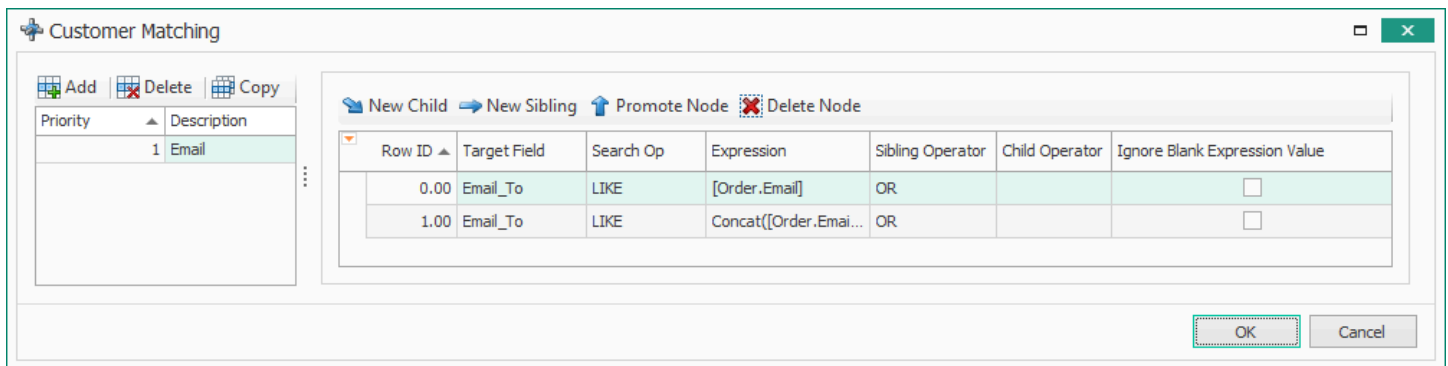 Customer Matching
Add Delete Copy
New Child New Sibling Promote Node Delete Node
Priority Description
1 Email
Row ID Target Field Search Op Expression Sibling Operator Child Operator Ignore Blank Expression Value
0.00 Email_To LIKE [Order.Email] OR
1.00 Email_To LIKE Concat([Order.Emai... OR
OK Cancel